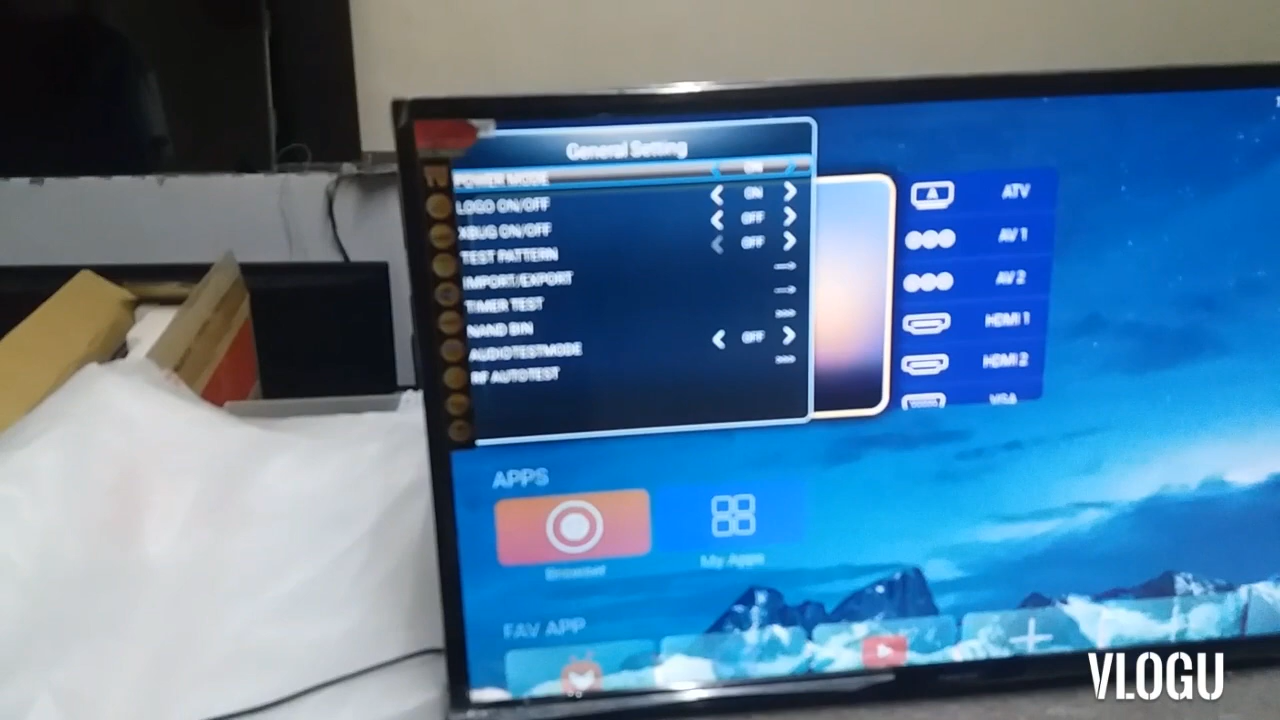 General Setting
POWER MODE ON
LOGO ON/OFF ON
XBUG ON/OFF OFF
TEST PATTERN OFF
IMPORT/EXPORT
TIMER TEST
NAND BIN
AUDIOTESTMODE OFF
RF AUTOTEST
ATV
AV 1
AV 2
HDMI 1
HDMI 2
VGA
APPS
Browser
My Apps
FAV APP
VLOGU